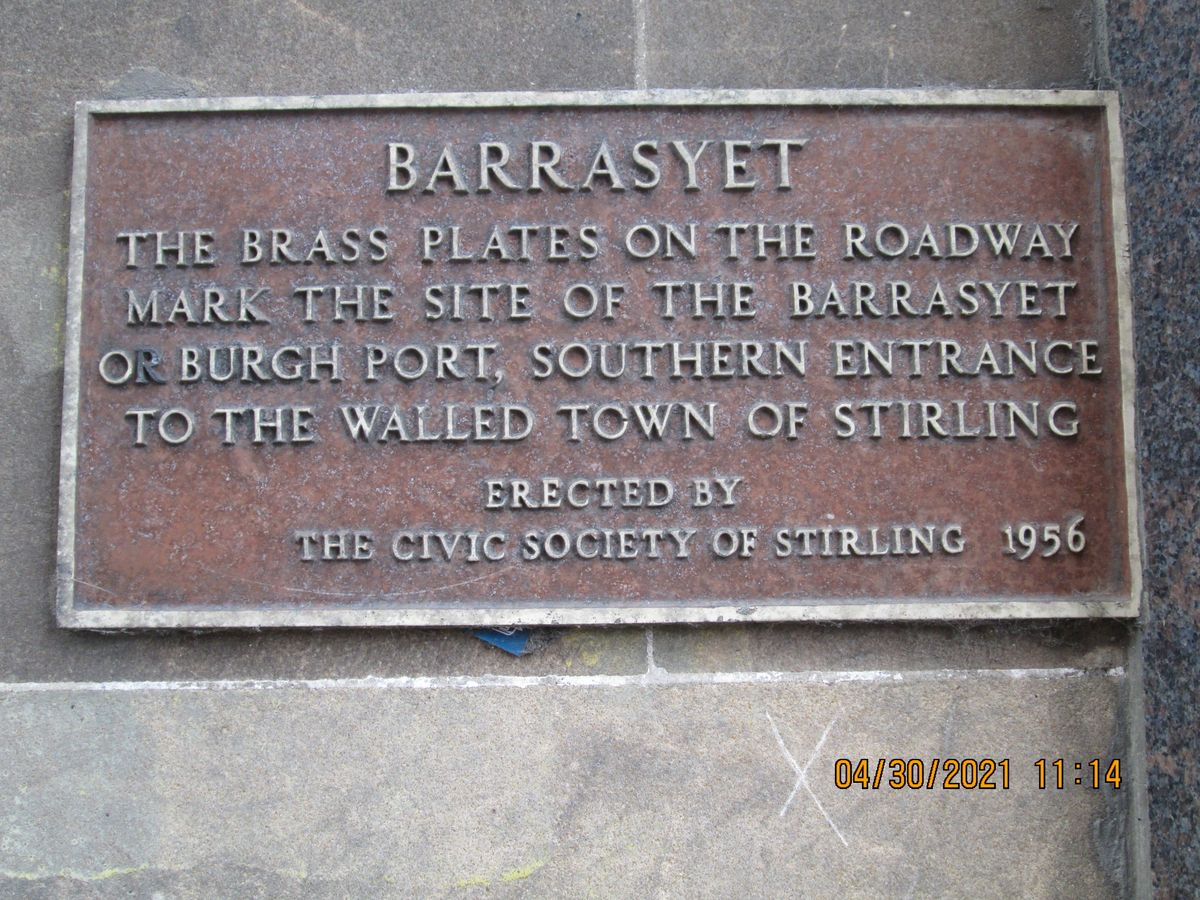 BARRASYET
THE BRASS PLATES ON THE ROADWAY
MARK THE SITE OF THE BARRASYET
OR BURGH PORT, SOUTHERN ENTRANCE
TO THE WALLED TOWN OF STIRLING
ERECTED BY
THE CIVIC SOCIETY OF STIRLING 1956
04/30/2021 11:14